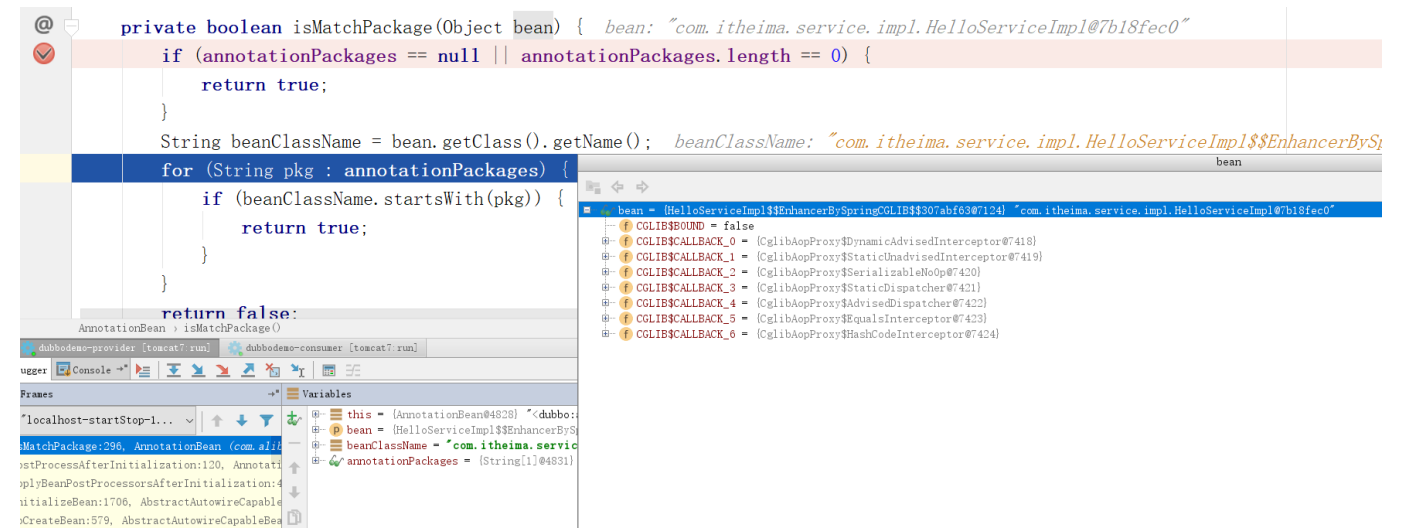 private boolean isMatchPackage(Object bean) {  bean: "com.itheima.service.impl.HelloServiceImpl@7b18fec0"
if (annotationPackages == null || annotationPackages.length == 0) {
return true;
}
String beanClassName = bean.getClass().getName();  beanClassName: "com.itheima.service.impl.HelloServiceImpl$$EnhancerBySp
for (String pkg : annotationPackages) {
if (beanClassName.startsWith(pkg)) {
return true;
}
}
return false;
AnnotationBean › isMatchPackage()
bean
bean = {HelloServiceImpl$$EnhancerBySpringCGLIB$$307abf63@7124} "com.itheima.service.impl.HelloServiceImpl@7b18fec0"
f CGLIB$BOUND = false
f CGLIB$CALLBACK_0 = {CglibAopProxy$DynamicAdvisedInterceptor@7418}
f CGLIB$CALLBACK_1 = {CglibAopProxy$StaticUnadvisedInterceptor@7419}
f CGLIB$CALLBACK_2 = {CglibAopProxy$SerializableNoOp@7420}
f CGLIB$CALLBACK_3 = {CglibAopProxy$StaticDispatcher@7421}
f CGLIB$CALLBACK_4 = {CglibAopProxy$AdvisedDispatcher@7422}
f CGLIB$CALLBACK_5 = {CglibAopProxy$EqualsInterceptor@7423}
f CGLIB$CALLBACK_6 = {CglibAopProxy$HashCodeInterceptor@7424}
dubbodemo-provider [tomcat7:run]  dubbodemo-consumer [tomcat7:run]
ugger  Console
Frames
"localhost-startStop-1...
sMatchPackage:296, AnnotationBean (com.alib
ostProcessAfterInitialization:120, Annotati
pplyBeanPostProcessorsAfterInitialization:4
nitializeBean:1706, AbstractAutowireCapable
oCreateBean:579, AbstractAutowireCapableBea
Variables
this = {AnnotationBean@4828} "<dubbo:a
p bean = {HelloServiceImpl$$EnhancerBySp
beanClassName = "com.itheima.servic
annotationPackages = {String[1]@4831}